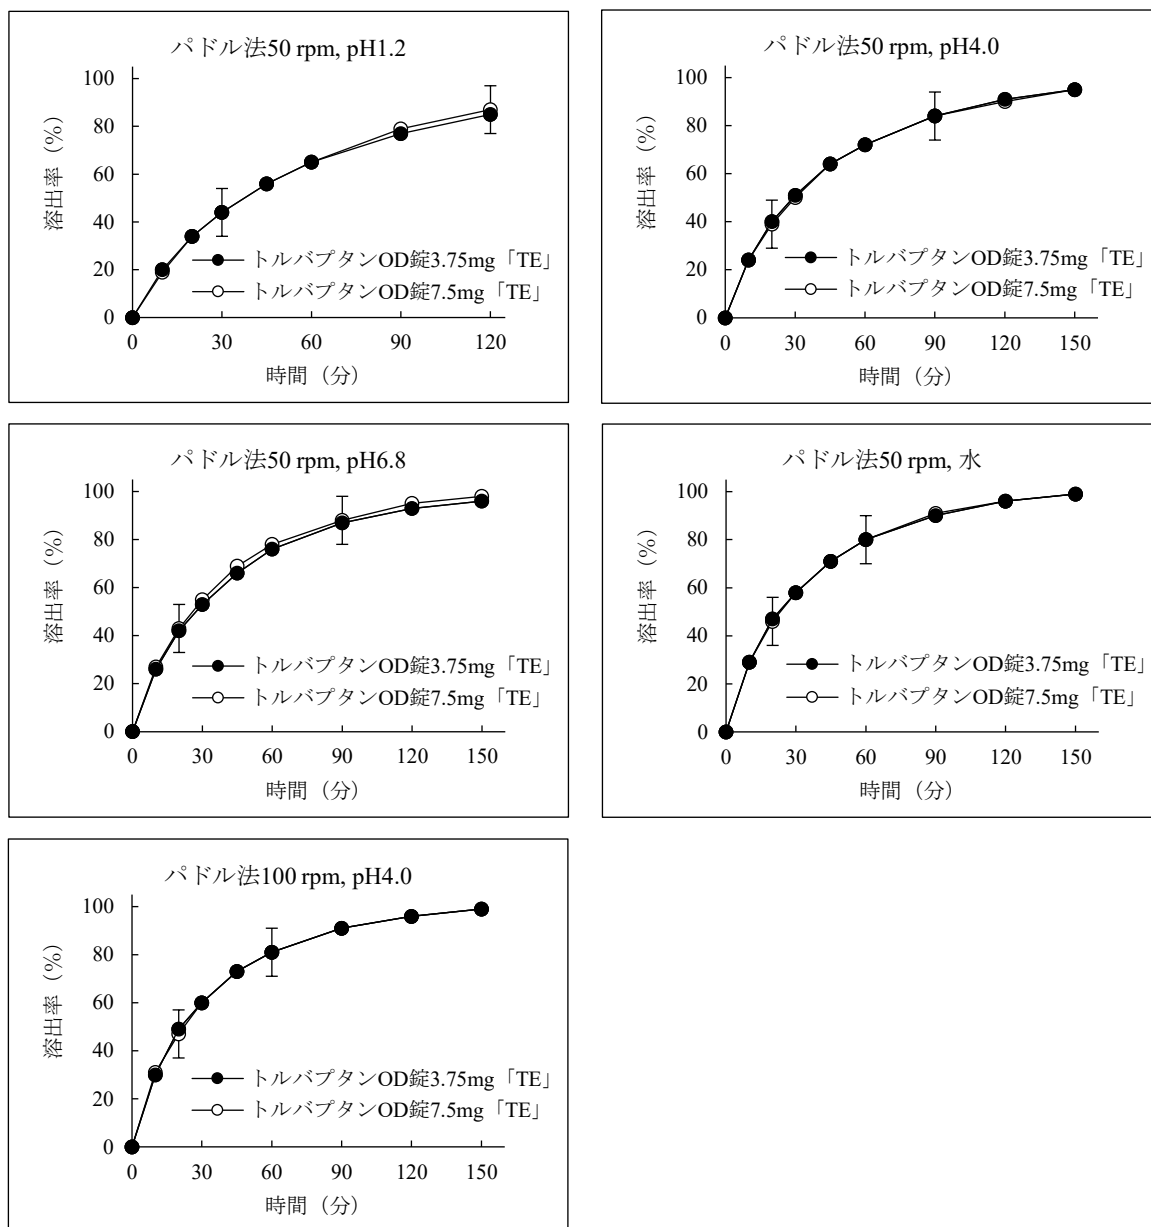 パドル法50 rpm, pH1.2
溶出率（%）
100
80
60
40
20
0
トルバプタンOD錠3.75mg「TE」
トルバプタンOD錠7.5mg「TE」
0 30 60 90 120
時間（分）
パドル法50 rpm, pH4.0
溶出率（%）
100
80
60
40
20
0
トルバプタンOD錠3.75mg「TE」
トルバプタンOD錠7.5mg「TE」
0 30 60 90 120 150
時間（分）
パドル法50 rpm, pH6.8
溶出率（%）
100
80
60
40
20
0
トルバプタンOD錠3.75mg「TE」
トルバプタンOD錠7.5mg「TE」
0 30 60 90 120 150
時間（分）
パドル法50 rpm, 水
溶出率（%）
100
80
60
40
20
0
トルバプタンOD錠3.75mg「TE」
トルバプタンOD錠7.5mg「TE」
0 30 60 90 120 150
時間（分）
パドル法100 rpm, pH4.0
溶出率（%）
100
80
60
40
20
0
トルバプタンOD錠3.75mg「TE」
トルバプタンOD錠7.5mg「TE」
0 30 60 90 120 150
時間（分）